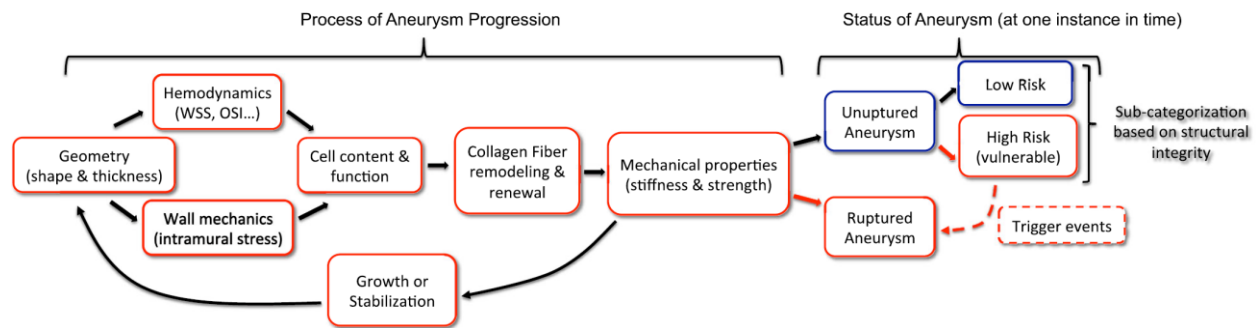 Process of Aneurysm Progression
Status of Aneurysm (at one instance in time)
Hemodynamics
(WSS, OSI...)
Geometry
(shape & thickness)
Wall mechanics
(intramural stress)
Cell content &
function
Collagen Fiber
remodeling &
renewal
Mechanical properties
(stiffness & strength)
Growth or
Stabilization
Unuptured
Aneurysm
Ruptured
Aneurysm
Low Risk
High Risk
(vulnerable)
Trigger events
Sub-categorization
based on structural
integrity